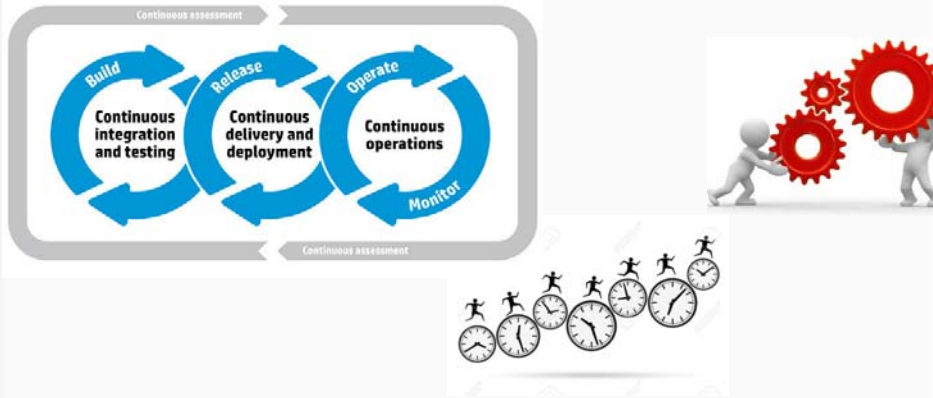 Continuous assessment
Build
Release
Operate
Continuous
integration
and testing
Continuous
delivery and
deployment
Continuous
operations
Monitor
Continuous assessment